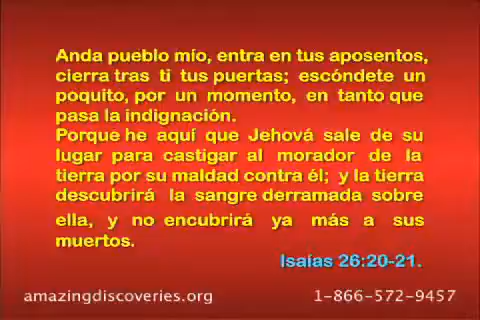 Anda pueblo mío, entra en tus aposentos,
cierra tras ti tus puertas; escóndete un
poquito, por un momento, en tanto que
pasa la indignación.
Porque he aquí que Jehová sale de su
lugar para castigar al morador de la
tierra por su maldad contra él; y la tierra
descubrirá la sangre derramada sobre
ella, y no encubrirá ya más a sus
muertos.
Isaías 26:20-21.
amazingdiscoveries.org 1-866-572-9457